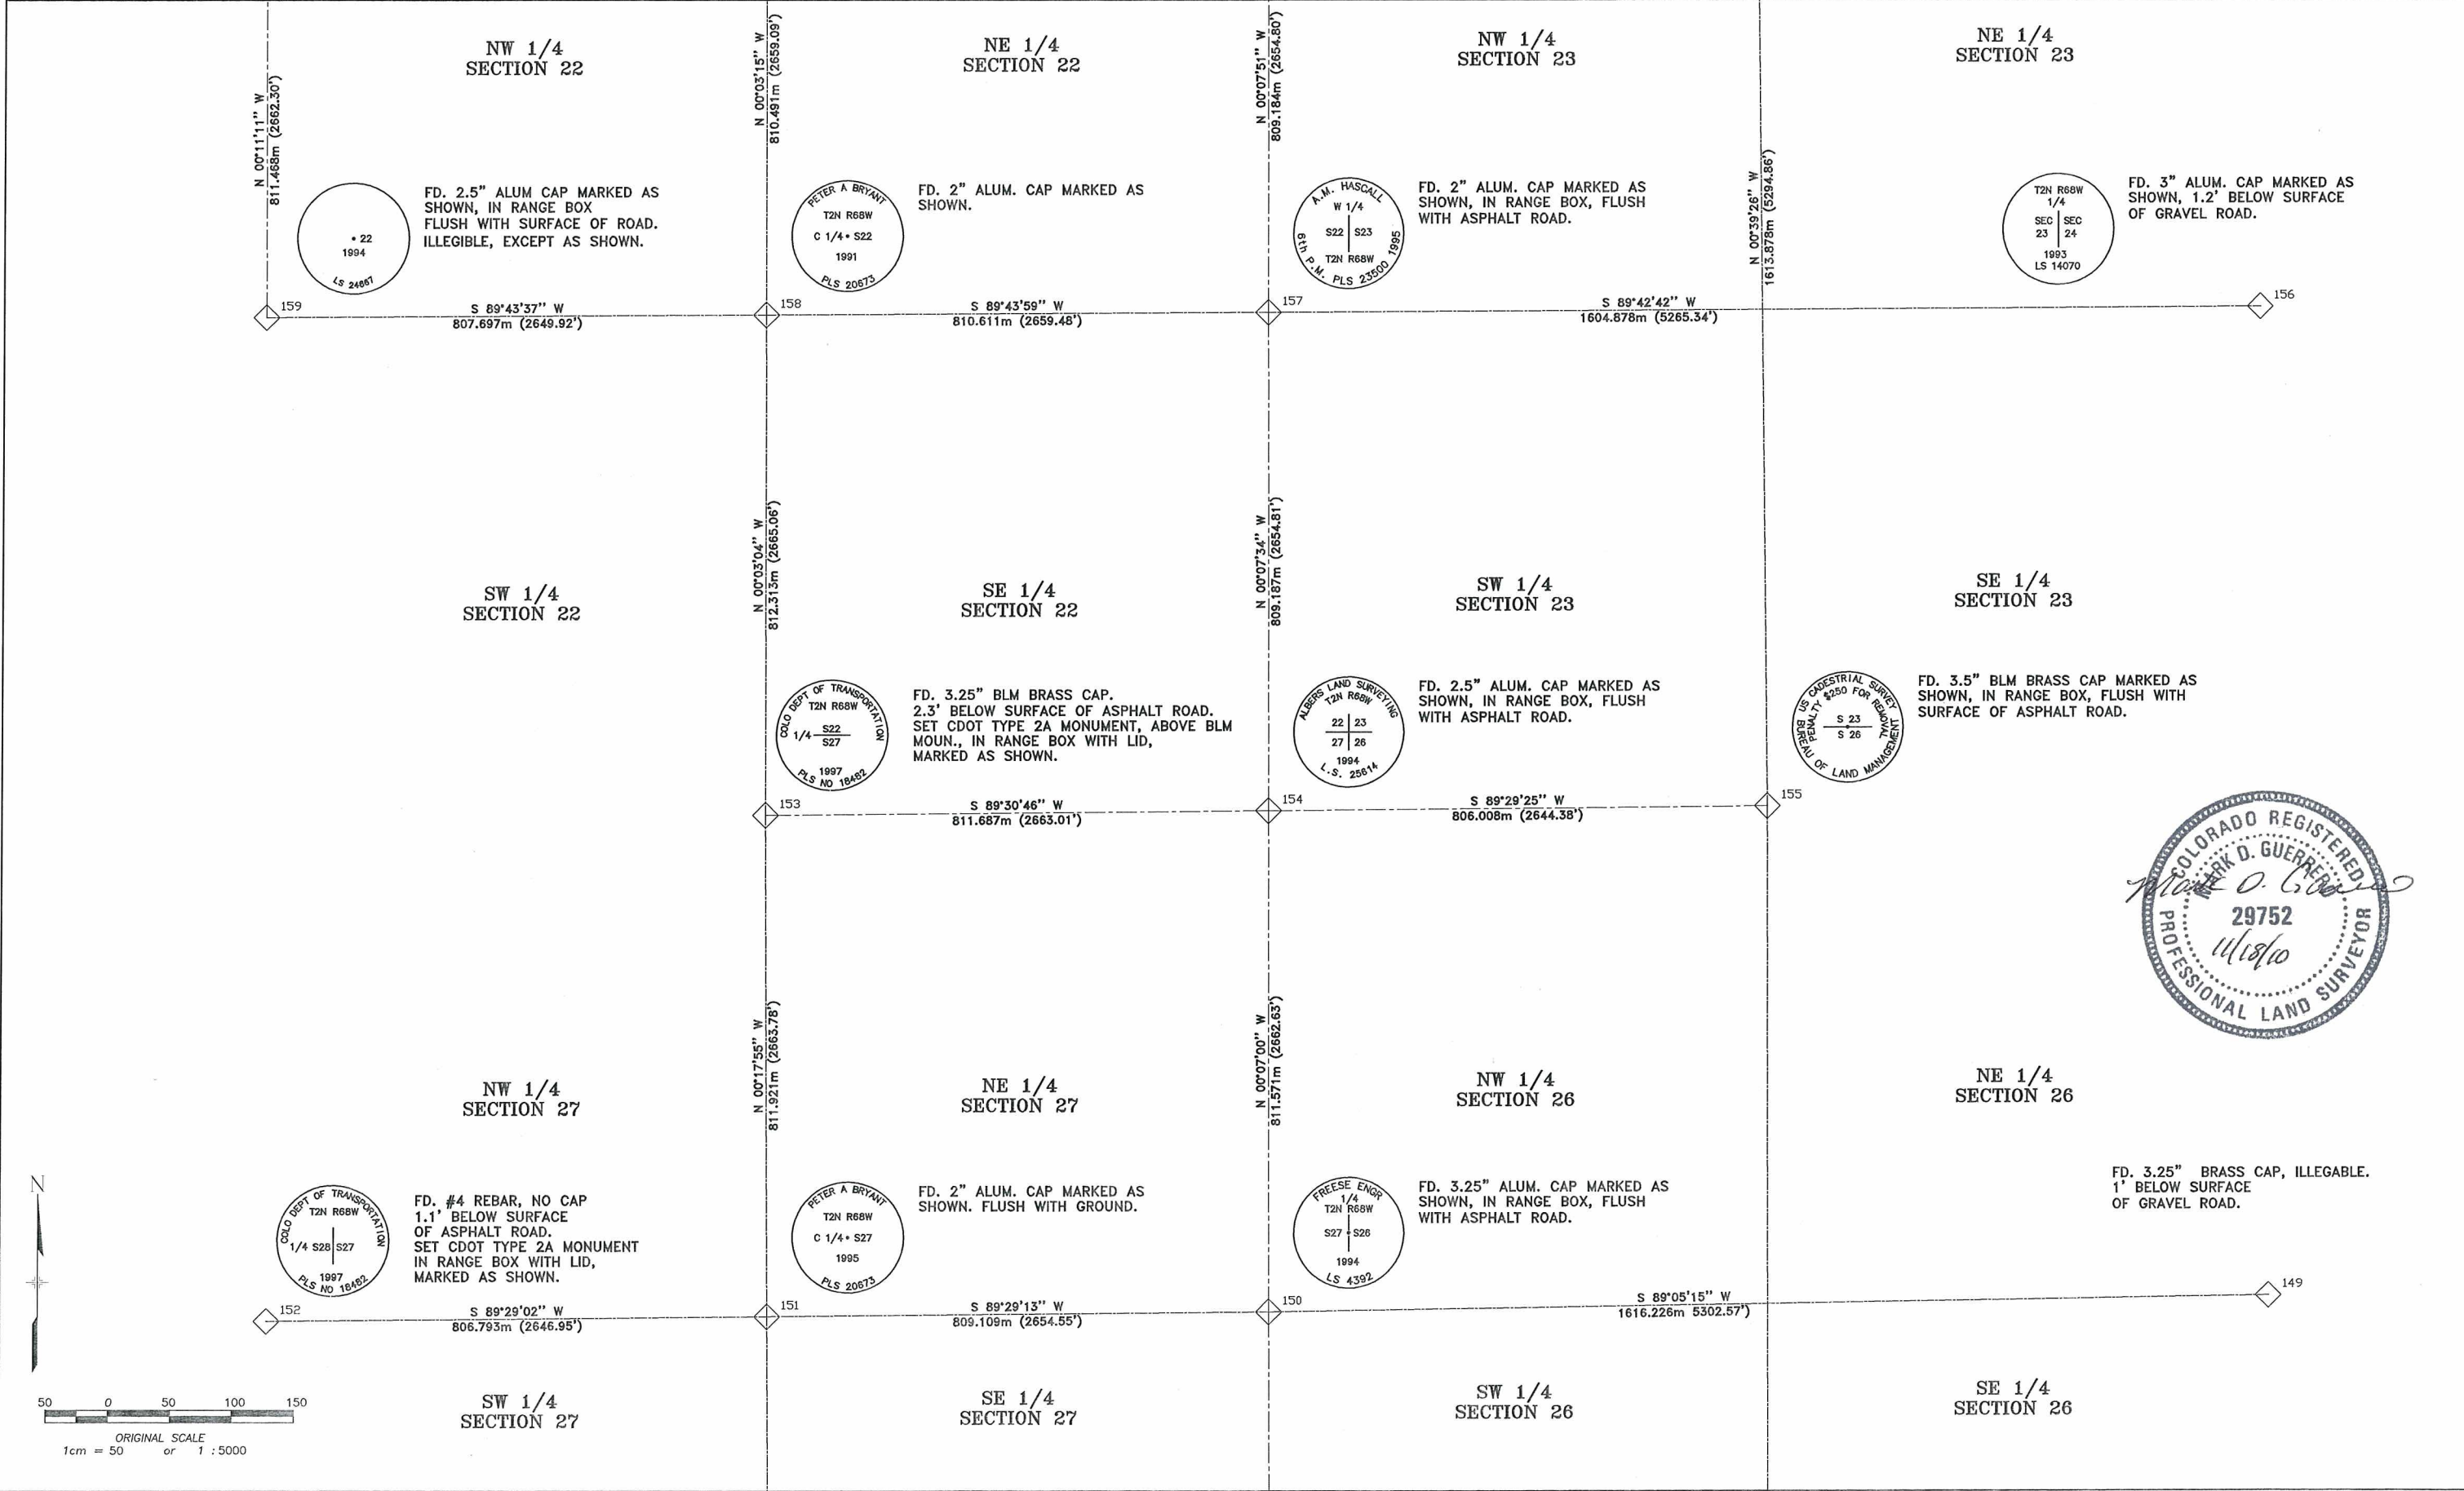 NW 1/4
SECTION 22
NE 1/4
SECTION 22
NW 1/4
SECTION 23
NE 1/4
SECTION 23
N 00°11'11" W
811.468m (2662.30')
N 00°03'15" W
810.491m (2659.09')
N 00°07'51" W
809.184m (2654.80')
N 00°39'26" W
1613.878m (5294.86')
• 22
1994
LS 24667
FD. 2.5" ALUM CAP MARKED AS
SHOWN, IN RANGE BOX
FLUSH WITH SURFACE OF ROAD.
ILLEGIBLE, EXCEPT AS SHOWN.
PETER A BRYANT
T2N R68W
C 1/4 • S22
1991
PLS 20673
FD. 2" ALUM. CAP MARKED AS
SHOWN.
A.M. HASCALL
W 1/4
S22 S23
T2N R68W
6th P.M. PLS 23500 1995
FD. 2" ALUM. CAP MARKED AS
SHOWN, IN RANGE BOX, FLUSH
WITH ASPHALT ROAD.
T2N R68W
1/4
SEC SEC
23 24
1993
LS 14070
FD. 3" ALUM. CAP MARKED AS
SHOWN, 1.2' BELOW SURFACE
OF GRAVEL ROAD.
159
S 89°43'37" W
807.697m (2649.92')
158
S 89°43'59" W
810.611m (2659.48')
157
S 89°42'42" W
1604.878m (5265.34')
156
N 00°03'04" W
812.313m (2665.06')
N 00°07'34" W
809.187m (2654.81')
SW 1/4
SECTION 22
SE 1/4
SECTION 22
SW 1/4
SECTION 23
SE 1/4
SECTION 23
COLO DEPT OF TRANSPORTATION
T2N R68W
1/4 S22
S27
1997
PLS NO 18482
FD. 3.25" BLM BRASS CAP.
2.3' BELOW SURFACE OF ASPHALT ROAD.
SET CDOT TYPE 2A MONUMENT, ABOVE BLM
MOUN., IN RANGE BOX WITH LID,
MARKED AS SHOWN.
ALBERS LAND SURVEYING
T2N R68W
22 23
27 26
1994
L.S. 25614
FD. 2.5" ALUM. CAP MARKED AS
SHOWN, IN RANGE BOX, FLUSH
WITH ASPHALT ROAD.
US CADESTRIAL SURVEY
PENALTY $250 FOR REMOVAL
S 23
S 26
BUREAU OF LAND MANAGEMENT
FD. 3.5" BLM BRASS CAP MARKED AS
SHOWN, IN RANGE BOX, FLUSH WITH
SURFACE OF ASPHALT ROAD.
153
S 89°30'46" W
811.687m (2663.01')
154
S 89°29'25" W
806.008m (2644.38')
155
COLORADO REGISTERED
MARK D. GUERRERO
Mark D. Guerrero
29752
11/18/10
PROFESSIONAL LAND SURVEYOR
N 00°17'55" W
811.921m (2663.78')
N 00°07'00" W
811.571m (2662.63')
NW 1/4
SECTION 27
NE 1/4
SECTION 27
NW 1/4
SECTION 26
NE 1/4
SECTION 26
N
COLO DEPT OF TRANSPORTATION
T2N R68W
1/4 S28 S27
1997
PLS NO 18482
FD. #4 REBAR, NO CAP
1.1' BELOW SURFACE
OF ASPHALT ROAD.
SET CDOT TYPE 2A MONUMENT
IN RANGE BOX WITH LID,
MARKED AS SHOWN.
PETER A BRYANT
T2N R68W
C 1/4 • S27
1995
PLS 20673
FD. 2" ALUM. CAP MARKED AS
SHOWN. FLUSH WITH GROUND.
FREESE ENGR
1/4
T2N R68W
S27 S26
1994
LS 4392
FD. 3.25" ALUM. CAP MARKED AS
SHOWN, IN RANGE BOX, FLUSH
WITH ASPHALT ROAD.
FD. 3.25" BRASS CAP, ILLEGABLE.
1' BELOW SURFACE
OF GRAVEL ROAD.
152
S 89°29'02" W
806.793m (2646.95')
151
S 89°29'13" W
809.109m (2654.55')
150
S 89°05'15" W
1616.226m 5302.57')
149
SW 1/4
SECTION 27
SE 1/4
SECTION 27
SW 1/4
SECTION 26
SE 1/4
SECTION 26
50 0 50 100 150
ORIGINAL SCALE
1cm = 50 or 1 : 5000